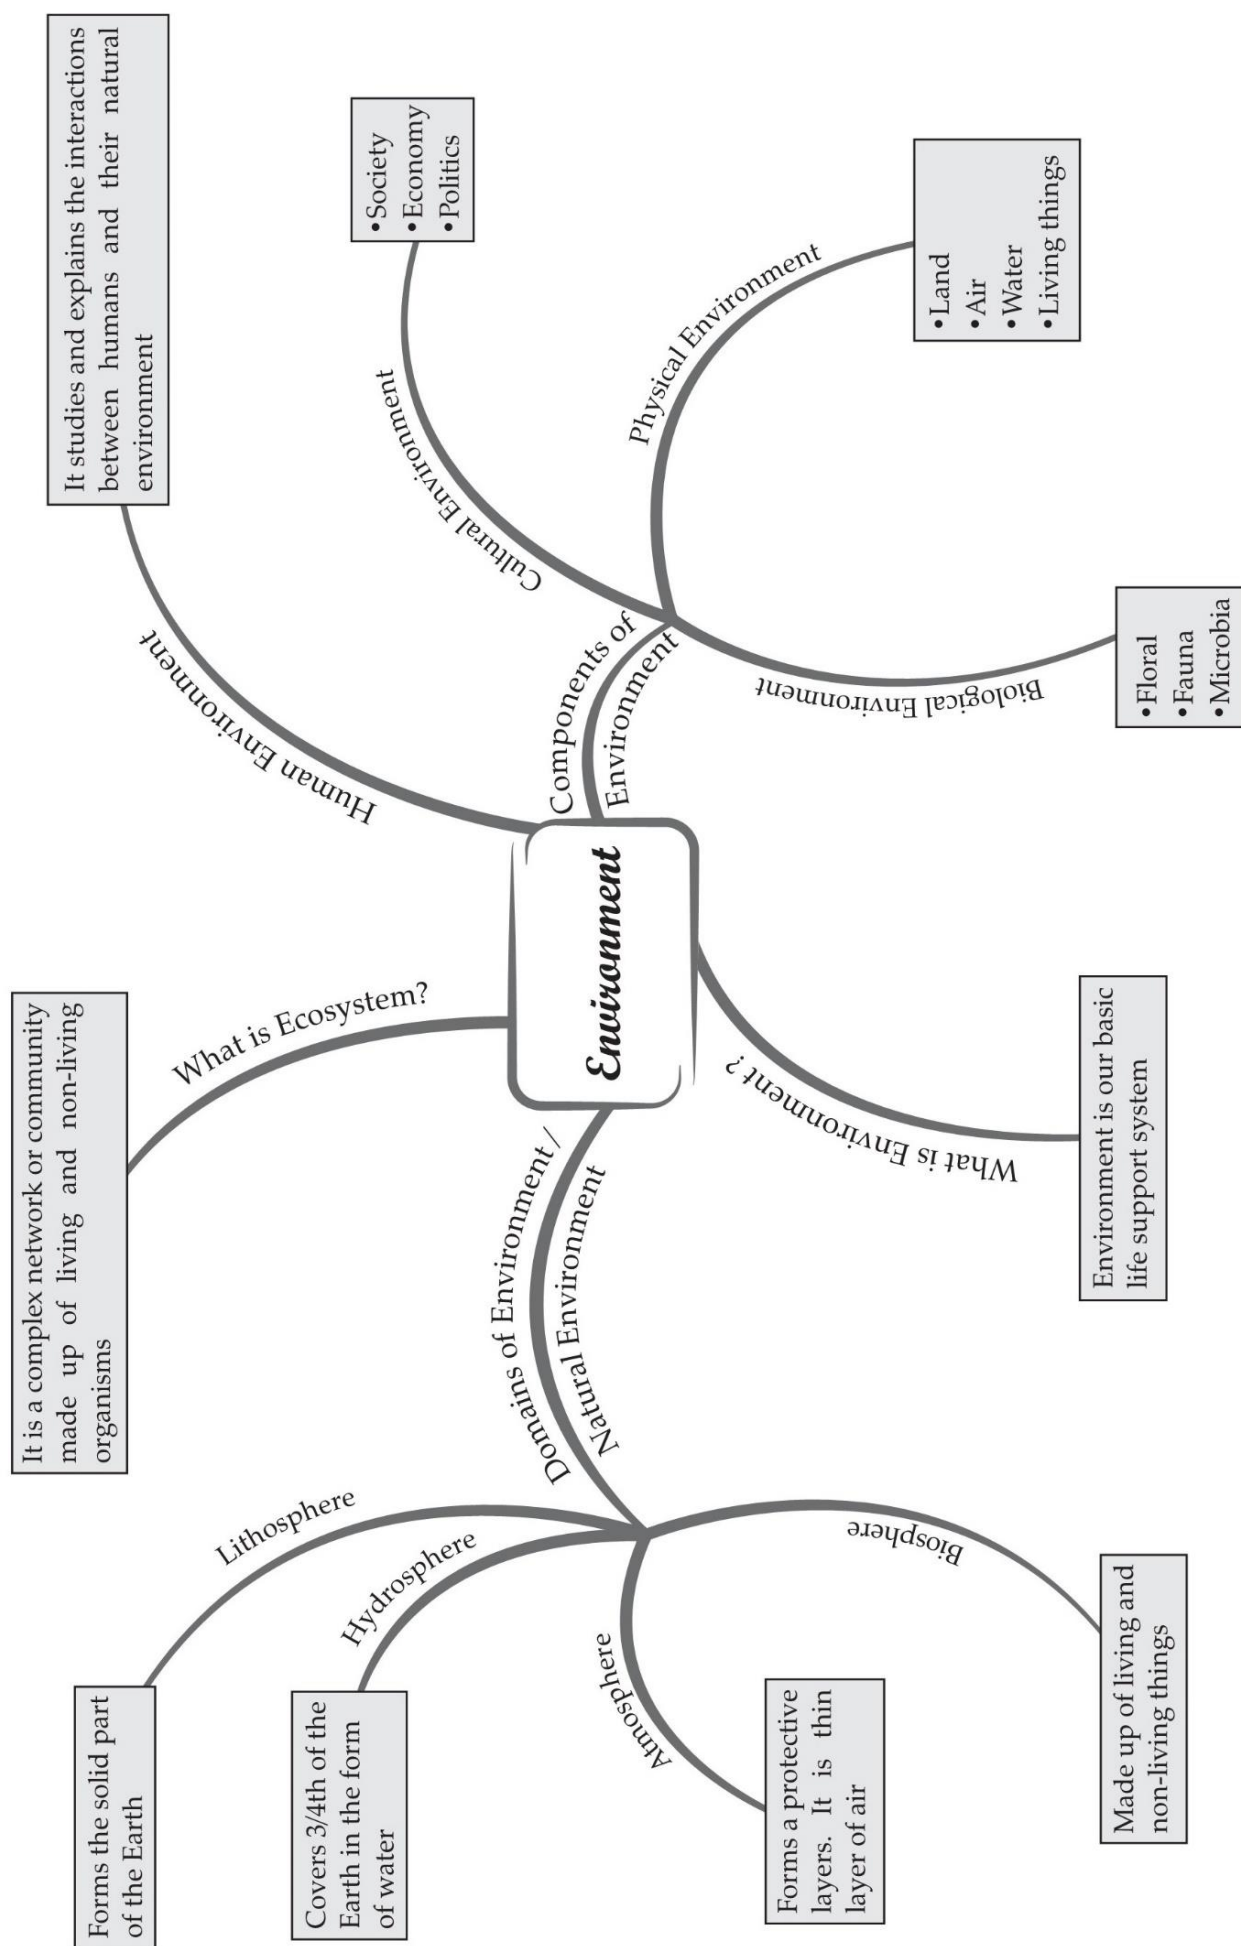 Environment
What is Ecosystem?
It is a complex network or community
made up of living and non-living
organisms
Human Environment
It studies and explains the interactions
between humans and their natural
environment
Components of
Environment
Cultural Environment
• Society
• Economy
• Politics
Physical Environment
• Land
• Air
• Water
• Living things
Biological Environment
• Floral
• Fauna
• Microbia
What is Environment ?
Environment is our basic
life support system
Domains of Environment /
Natural Environment
Lithosphere
Forms the solid part
of the Earth
Hydrosphere
Covers 3/4th of the
Earth in the form
of water
Atmosphere
Forms a protective
layers. It is thin
layer of air
Biosphere
Made up of living and
non-living things